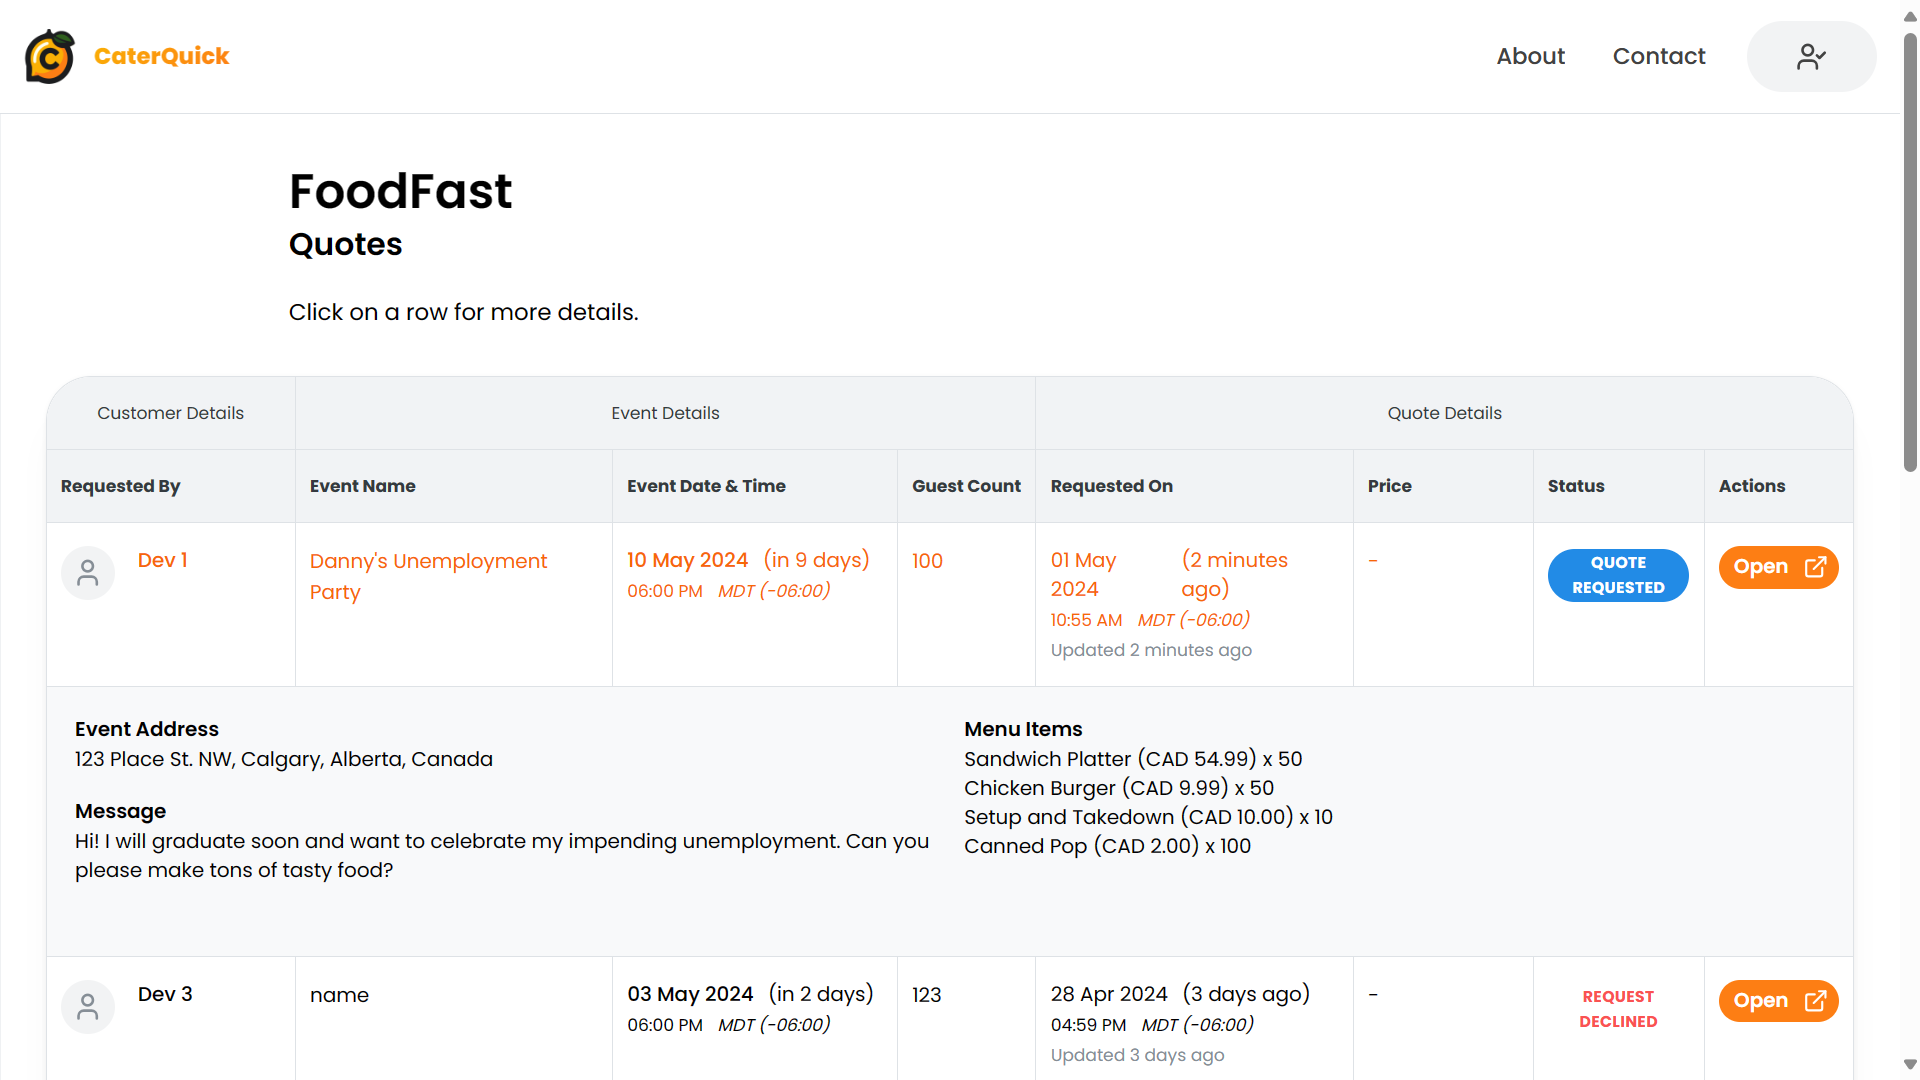 C CaterQuick
About Contact
FoodFast
Quotes
Click on a row for more details.
Customer Details Event Details Quote Details
Requested By Event Name Event Date & Time Guest Count Requested On Price Status Actions
Dev 1 Danny's Unemployment 10 May 2024 (in 9 days) 100 01 May (2 minutes - QUOTE Open
Party 06:00 PM MDT (-06:00) 2024 ago) REQUESTED
10:55 AM MDT (-06:00)
Updated 2 minutes ago
Event Address
123 Place St. NW, Calgary, Alberta, Canada
Message
Hi! I will graduate soon and want to celebrate my impending unemployment. Can you
please make tons of tasty food?
Menu Items
Sandwich Platter (CAD 54.99) x 50
Chicken Burger (CAD 9.99) x 50
Setup and Takedown (CAD 10.00) x 10
Canned Pop (CAD 2.00) x 100
Dev 3 name 03 May 2024 (in 2 days) 123 28 Apr 2024 (3 days ago) - REQUEST Open
06:00 PM MDT (-06:00) 04:59 PM MDT (-06:00) DECLINED
Updated 3 days ago